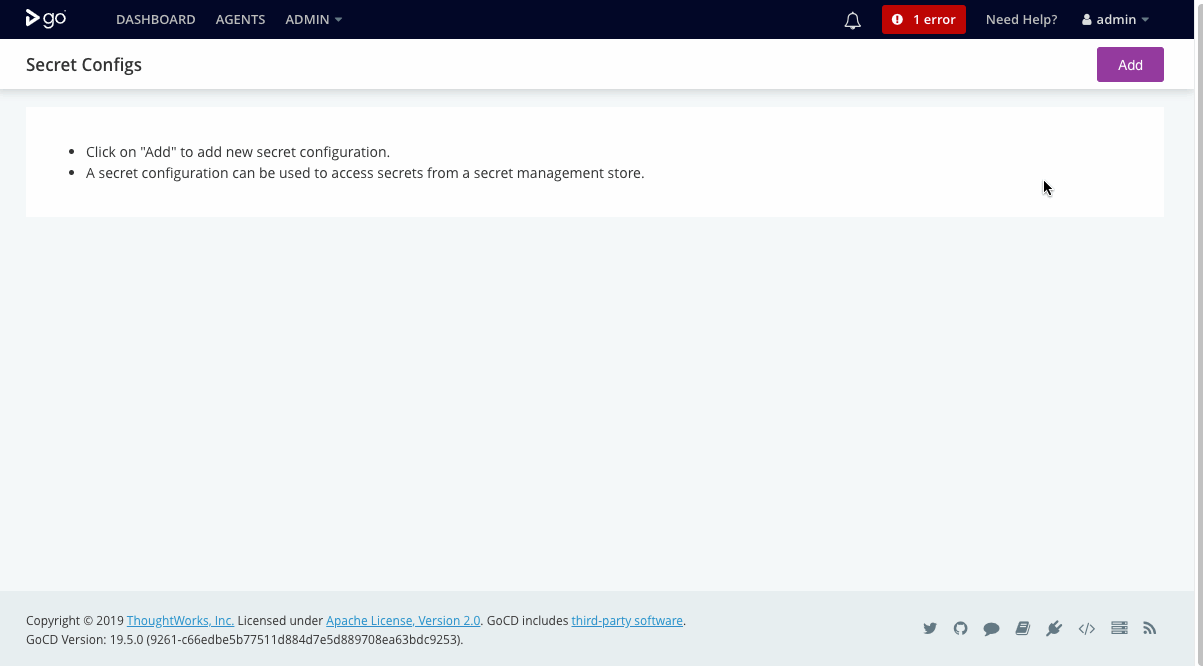 go
DASHBOARD AGENTS ADMIN
1 error
Need Help?
admin
Secret Configs
Add
Click on "Add" to add new secret configuration.
A secret configuration can be used to access secrets from a secret management store.
Copyright © 2019 ThoughtWorks, Inc. Licensed under Apache License, Version 2.0. GoCD includes third-party software.
GoCD Version: 19.5.0 (9261-c66edbe5b77511d884d7e5d889708ea63bdc9253).